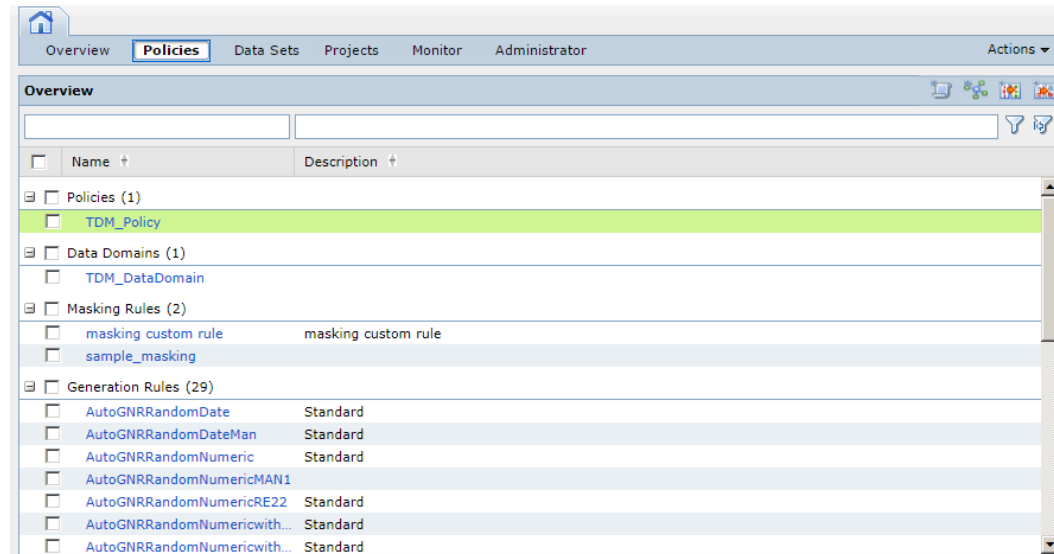 Overview Policies Data Sets Projects Monitor Administrator Actions
Overview
Name Description
Policies (1)
TDM_Policy
Data Domains (1)
TDM_DataDomain
Masking Rules (2)
masking custom rule masking custom rule
sample_masking
Generation Rules (29)
AutoGNRRandomDate Standard
AutoGNRRandomDateMan Standard
AutoGNRRandomNumeric Standard
AutoGNRRandomNumericMAN1
AutoGNRRandomNumericRE22 Standard
AutoGNRRandomNumericwith... Standard
AutoGNRRandomNumericwith... Standard